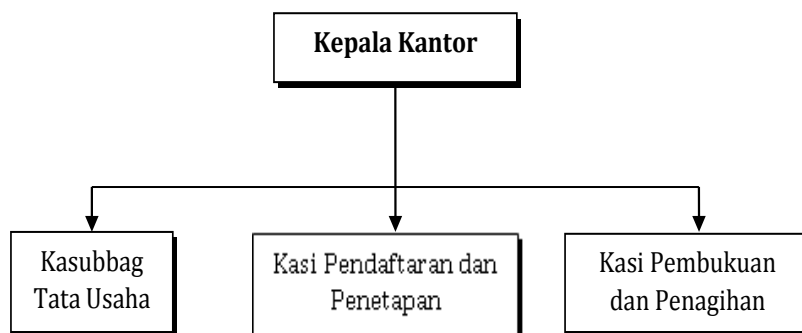 Kepala Kantor
Kasubbag
Tata Usaha
Kasi Pendaftaran dan
Penetapan
Kasi Pembukuan
dan Penagihan